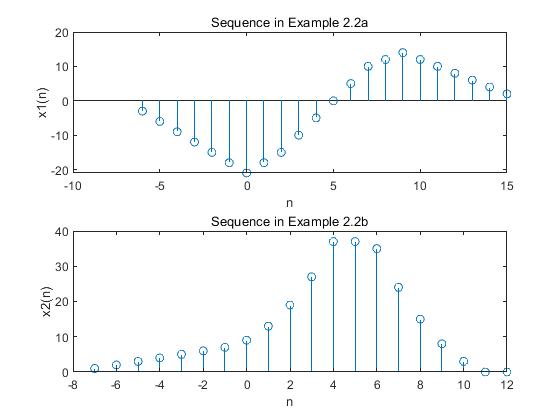 Sequence in Example 2.2a
20
10
0
-10
-20
x1(n)
-10 -5 0 5 10 15
n
Sequence in Example 2.2b
40
30
20
10
0
x2(n)
-8 -6 -4 -2 0 2 4 6 8 10 12
n